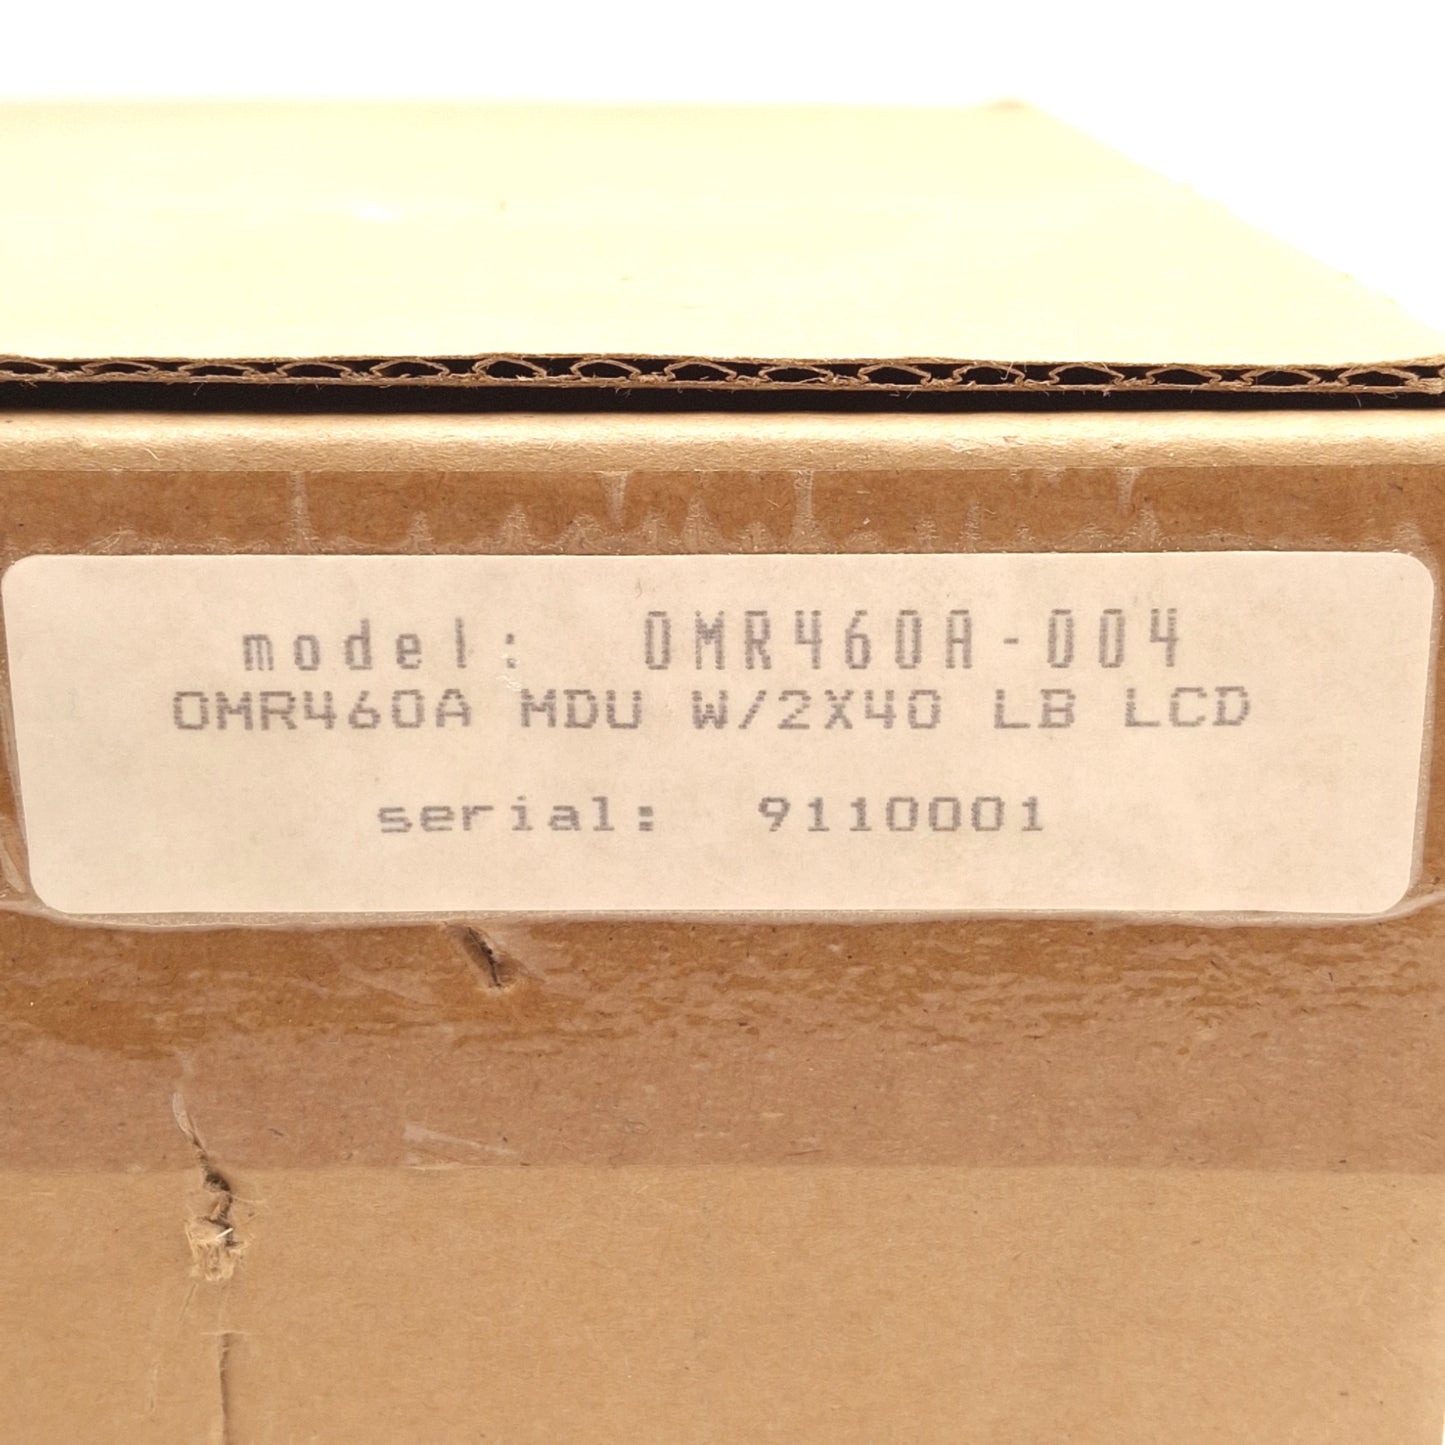 model: OMR460A-004
OMR460A MDU W/2X40 LB LCD
serial: 9110001